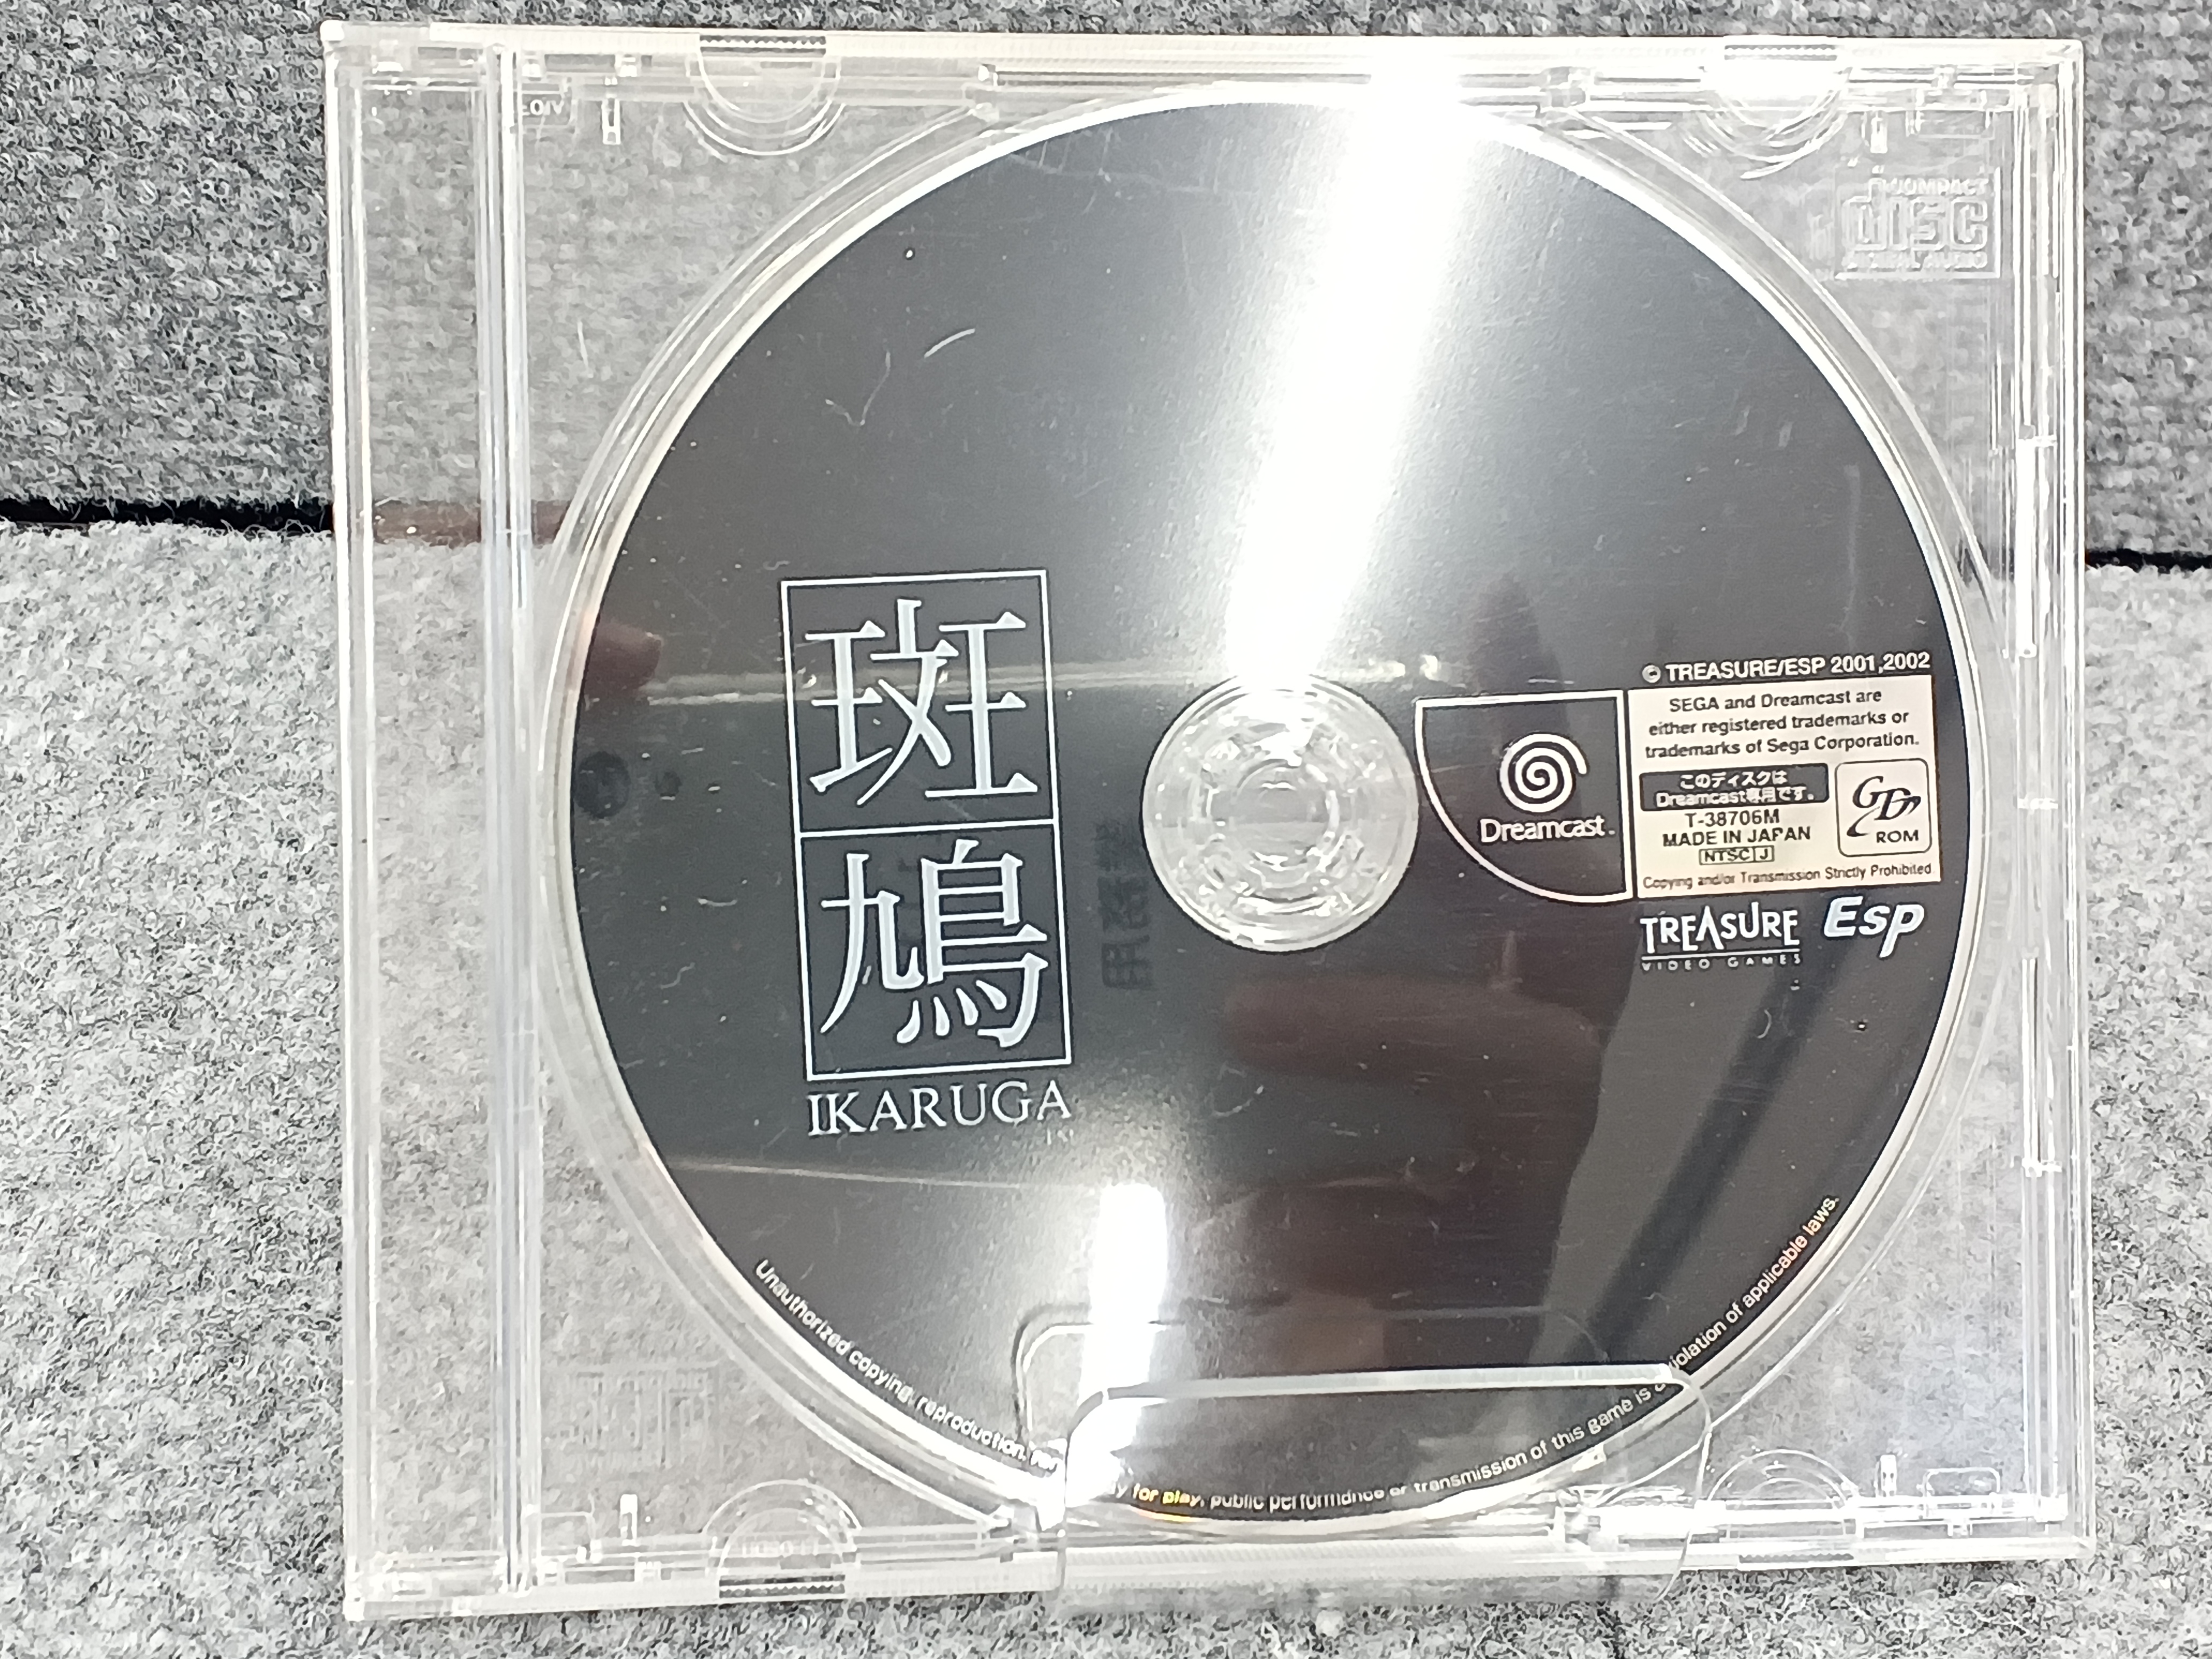 COMPACT
DISC
斑
鳩
IKARUGA
© TREASURE/ESP 2001,2002
SEGA and Dreamcast are
either registered trademarks or
trademarks of Sega Corporation.
このディスクは
Dreamcast専用です。
T-38706M
MADE IN JAPAN
NTSC J
GD
ROM
Copying and/or Transmission Strictly Prohibited.
Dreamcast.
TREASURE
VIDEO GAMES
ESP
Unauthorized copying, reproduction, for play, public performance or transmission of this game is a violation of applicable laws.